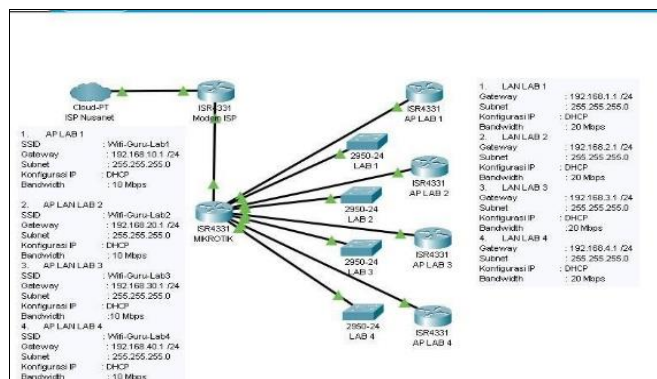 Cloud-PT
ISP Nusanet
ISR4331
Modem ISP
1. AP LAB 1
SSID : Wifi-Guru-Lab1
Gateway : 192.168.10.1 /24
Subnet : 255.255.255.0
Konfigurasi IP : DHCP
Bandwidth : 10 Mbps
2. AP LAN LAB 2
SSID : Wifi-Guru-Lab2
Gateway : 192.168.20.1 /24
Subnet : 255.255.255.0
Konfigurasi IP : DHCP
Bandwidth : 10 Mbps
3. AP LAN LAB 3
SSID : Wifi-Guru-Lab3
Gateway : 192.168.30.1 /24
Subnet : 255.255.255.0
Konfigurasi IP : DHCP
Bandwidth :10 Mbps
4. AP LAN LAB 4
SSID : Wifi-Guru-Lab4
Gateway : 192.168.40.1 /24
Subnet : 255.255.255.0
Konfigurasi IP : DHCP
Bandwidth : 10 Mbps
ISR4331
MIKROTIK
ISR4331
AP LAB 1
2950-24
LAB 1
ISR4331
AP LAB 2
2950-24
LAB 2
ISR4331
AP LAB 3
2950-24
LAB 3
2950-24
LAB 4
ISR4331
AP LAB 4
1. LAN LAB 1
Gateway : 192.168.1.1 /24
Subnet : 255.255.255.0
Konfigurasi IP : DHCP
Bandwidth : 20 Mbps
2. LAN LAB 2
Gateway : 192.168.2.1 /24
Subnet : 255.255.255.0
Konfigurasi IP : DHCP
Bandwidth : 20 Mbps
3. LAN LAB 3
Gateway : 192.168.3.1 /24
Subnet : 255.255.255.0
Konfigurasi IP : DHCP
Bandwidth :20 Mbps
4. LAN LAB 4
Gateway : 192.168.4.1 /24
Subnet : 255.255.255.0
Konfigurasi IP : DHCP
Bandwidth : 20 Mbps